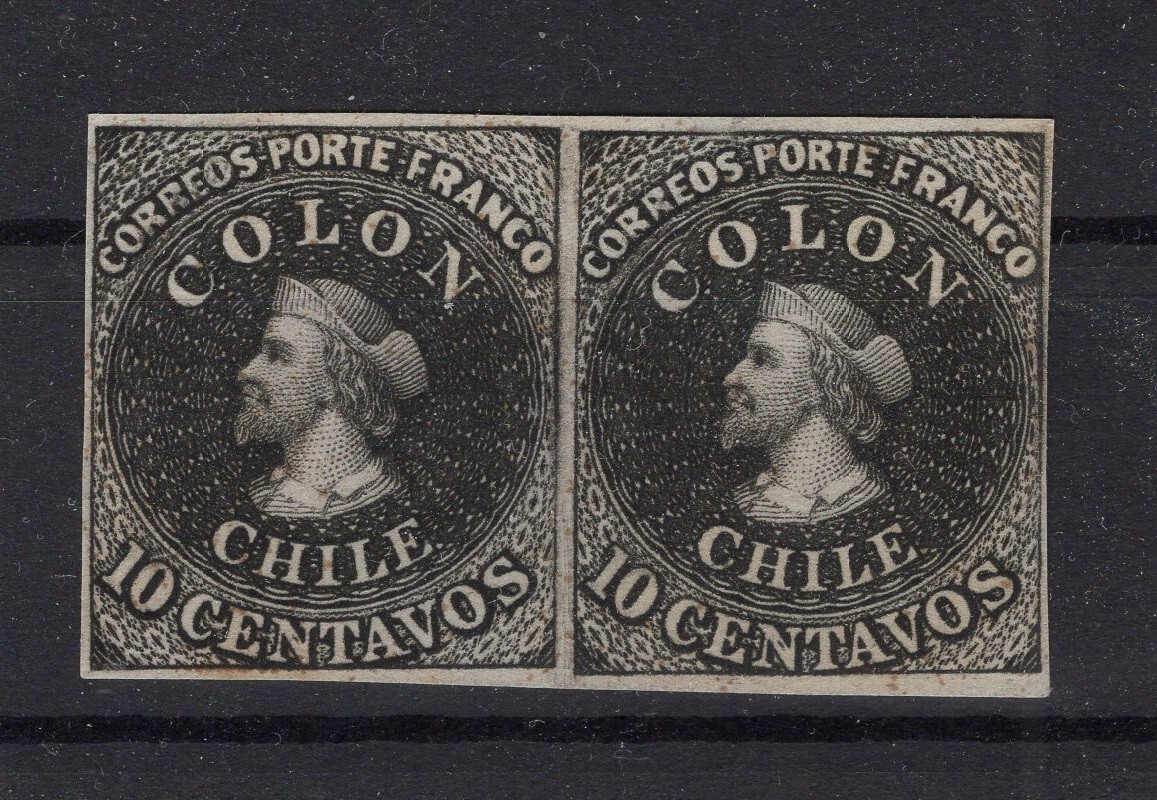 CORREOS·PORTE·FRANCO
COLON
CHILE
10 CENTAVOS
CORREOS PORTE·FRANCO
COLON
CHILE
10 CENTAVOS